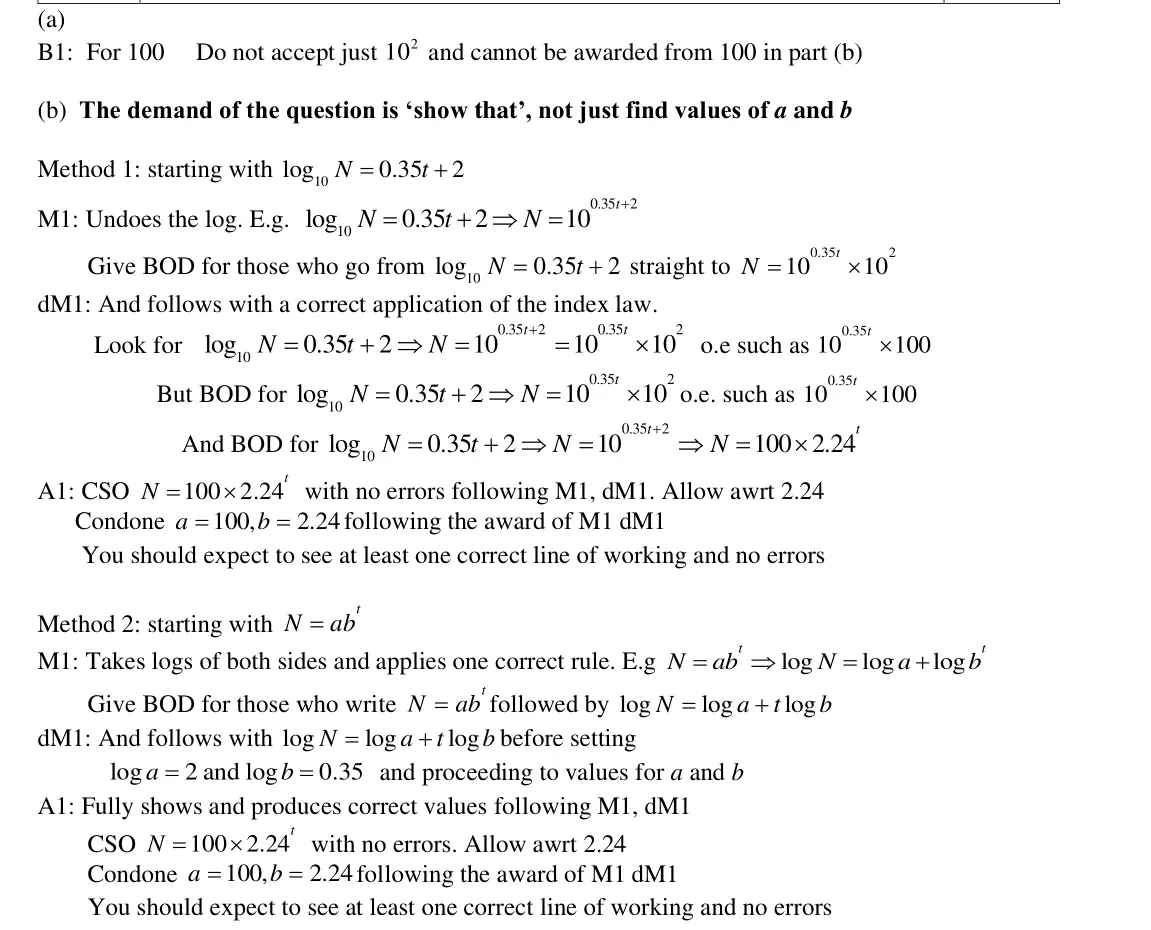 (a)
B1: For 100 Do not accept just 10² and cannot be awarded from 100 in part (b)
(b) The demand of the question is ‘show that’, not just find values of a and b
Method 1: starting with log₁₀ N = 0.35t + 2
M1: Undoes the log. E.g. log₁₀ N = 0.35t + 2 ⇒ N = 10^(0.35t+2)
Give BOD for those who go from log₁₀ N = 0.35t + 2 straight to N = 10^(0.35t) × 10²
dM1: And follows with a correct application of the index law.
Look for log₁₀ N = 0.35t + 2 ⇒ N = 10^(0.35t+2) = 10^(0.35t) × 10² o.e such as 10^(0.35t) × 100
But BOD for log₁₀ N = 0.35t + 2 ⇒ N = 10^(0.35t) × 10² o.e. such as 10^(0.35t) × 100
And BOD for log₁₀ N = 0.35t + 2 ⇒ N = 10^(0.35t+2) ⇒ N = 100 × 2.24^t
A1: CSO N = 100 × 2.24^t with no errors following M1, dM1. Allow awrt 2.24
Condone a = 100, b = 2.24 following the award of M1 dM1
You should expect to see at least one correct line of working and no errors
Method 2: starting with N = ab^t
M1: Takes logs of both sides and applies one correct rule. E.g N = ab^t ⇒ log N = log a + log b^t
Give BOD for those who write N = ab^t followed by log N = log a + t log b
dM1: And follows with log N = log a + t log b before setting
log a = 2 and log b = 0.35 and proceeding to values for a and b
A1: Fully shows and produces correct values following M1, dM1
CSO N = 100 × 2.24^t with no errors. Allow awrt 2.24
Condone a = 100, b = 2.24 following the award of M1 dM1
You should expect to see at least one correct line of working and no errors